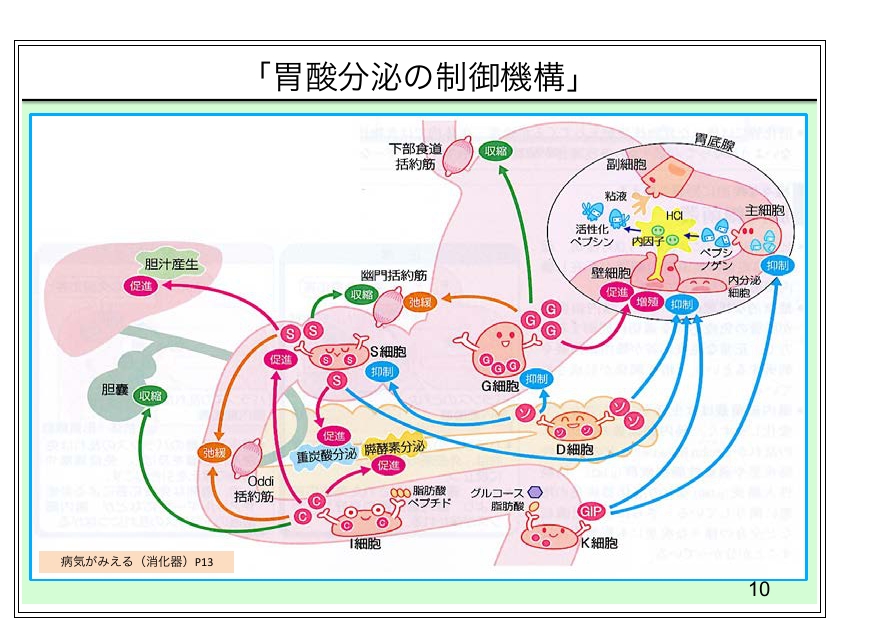 「胃酸分泌の制御機構」
下部食道
括約筋
収縮
胃底腺
副細胞
粘液
HCl
主細胞
活性化
ペプシン
内因子
ペプシ
ノゲン
壁細胞
内分泌
細胞
抑制
促進
増殖
抑制
胆汁産生
促進
幽門括約筋
収縮
弛緩
G
G
G
G
S
S
S細胞
促進
S
S
S
抑制
G
G
G
G細胞
抑制
胆嚢
収縮
ソ
ソ
ソ
ソ
ソ
D細胞
弛緩
促進
重炭酸分泌
膵酵素分泌
促進
Oddi
括約筋
C
C
C
C
脂肪酸
ペプチド
I細胞
グルコース
脂肪酸
GIP
K細胞
病気がみえる（消化器）P13
10